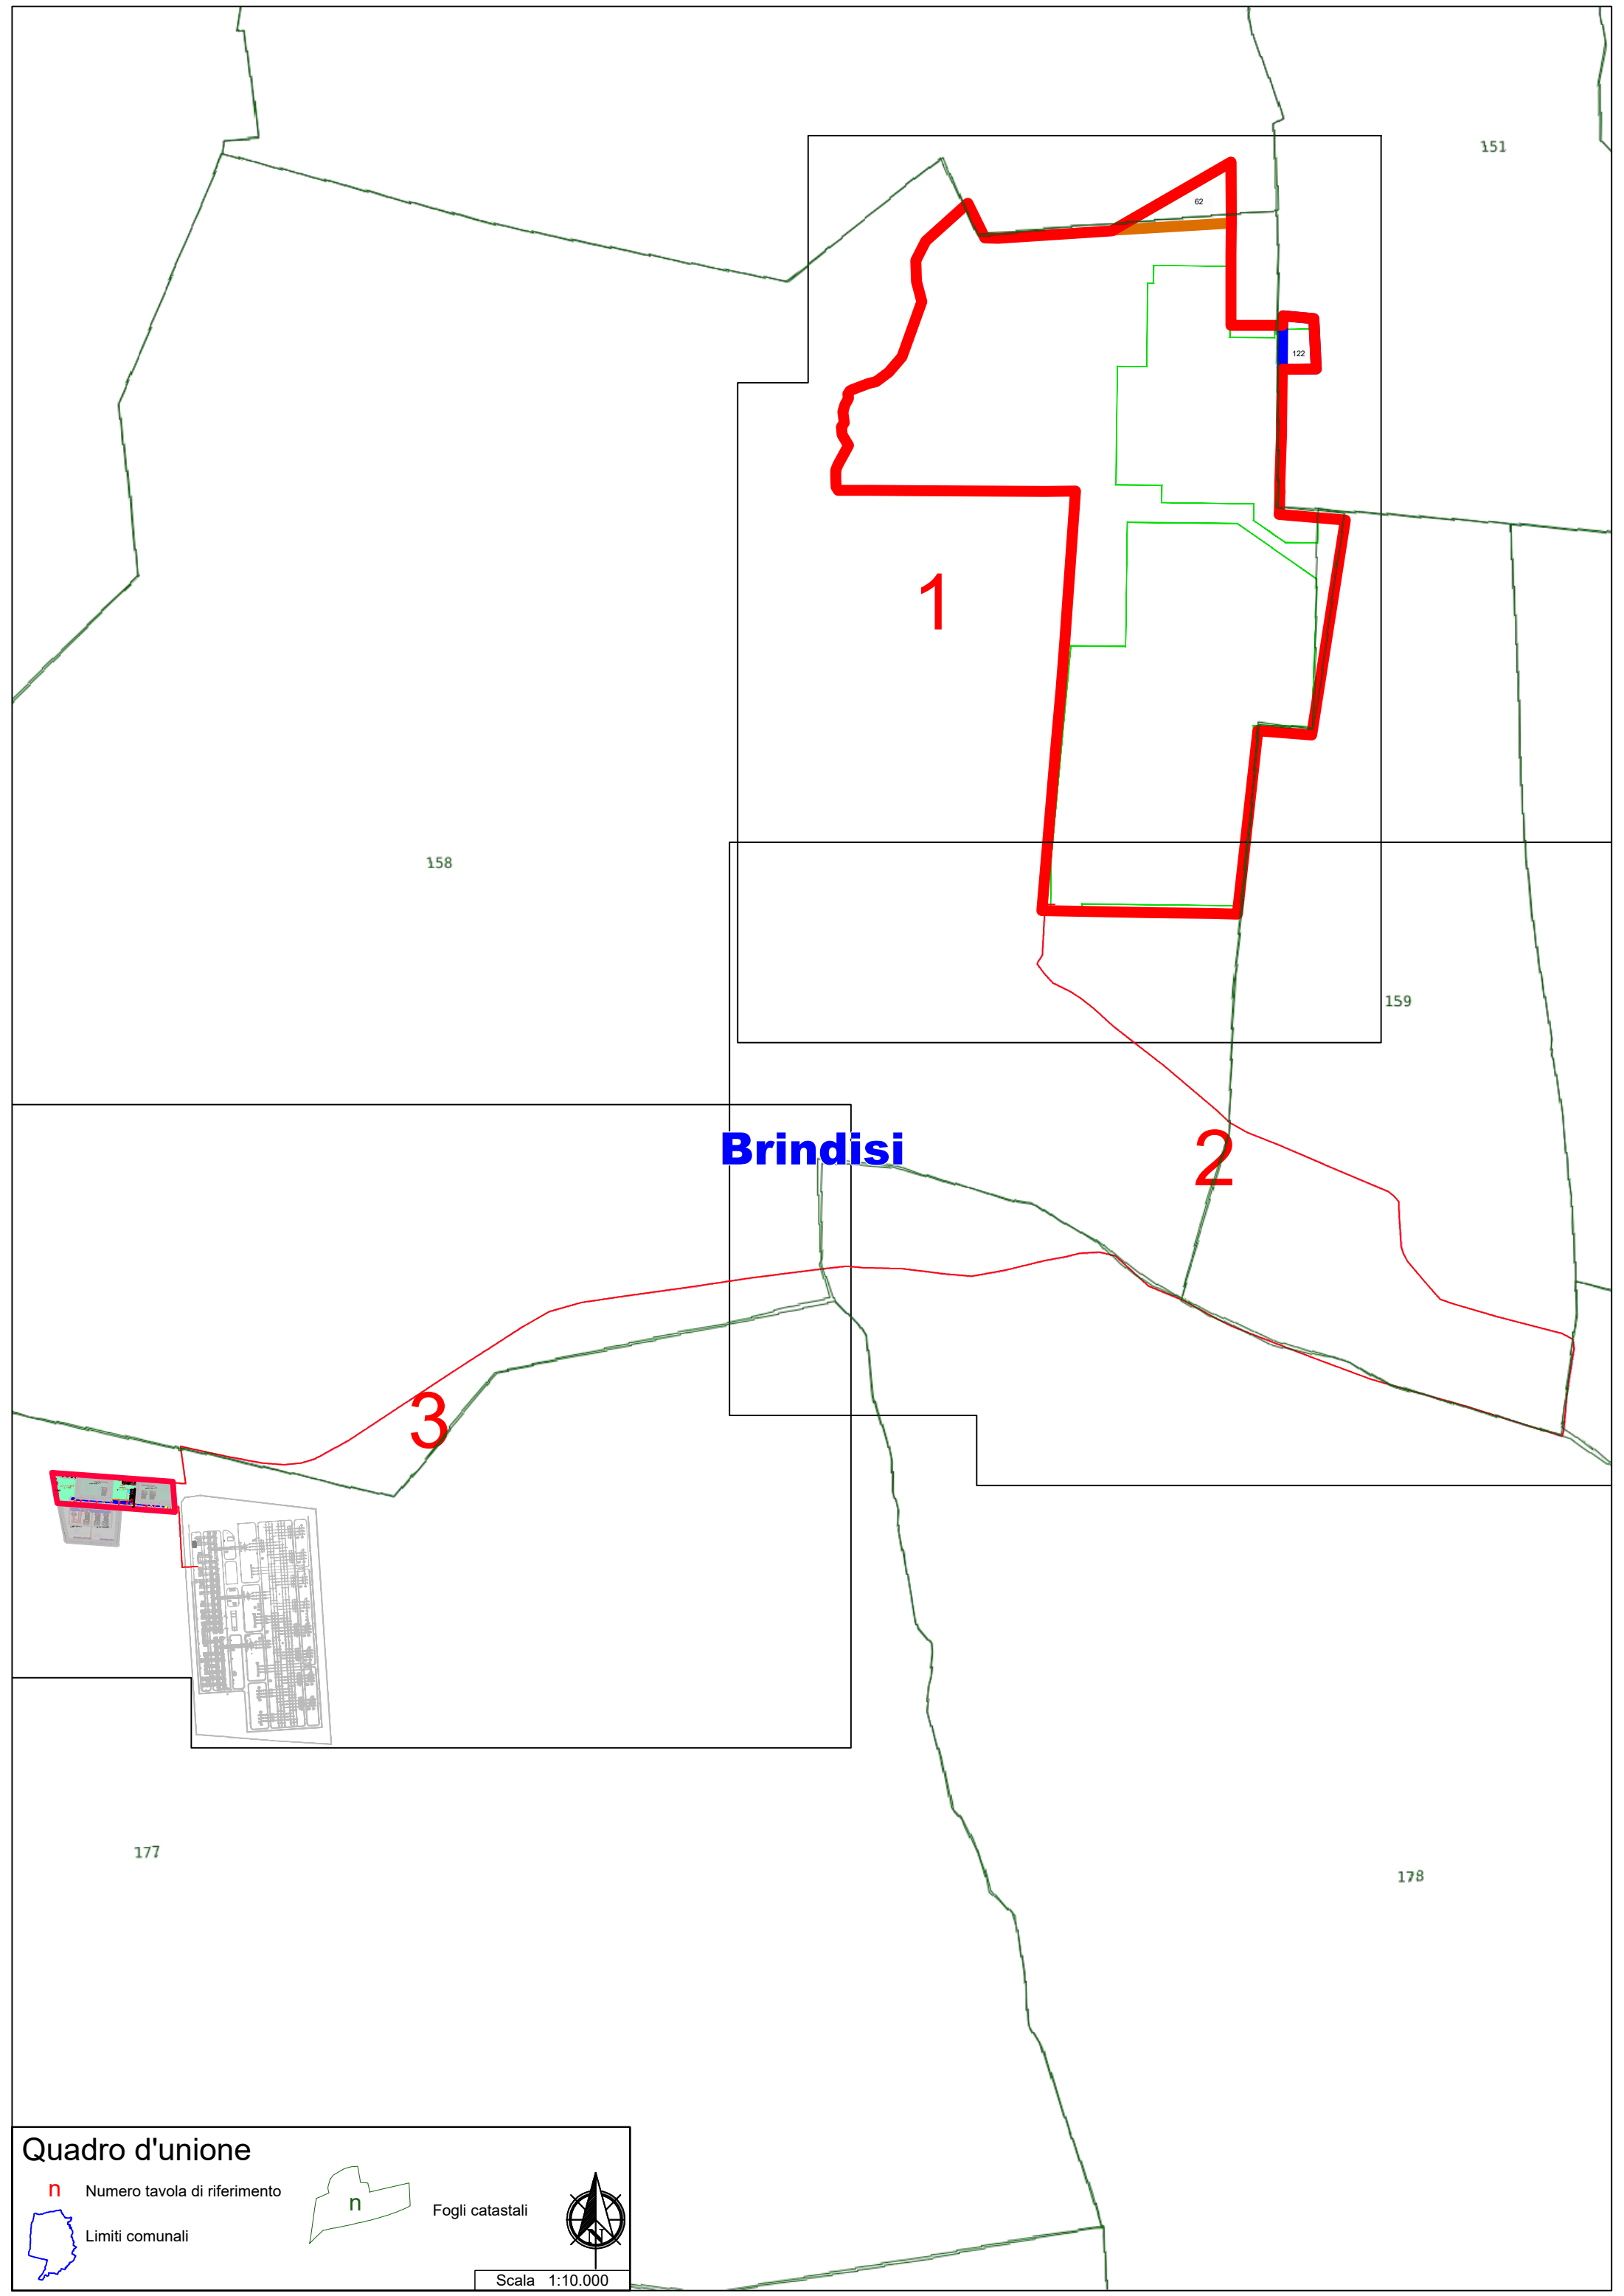 151
62
122
1
158
159
Brindisi
2
3
177
178
Quadro d'unione
n Numero tavola di riferimento
n Fogli catastali
Limiti comunali
N
Scala 1:10.000